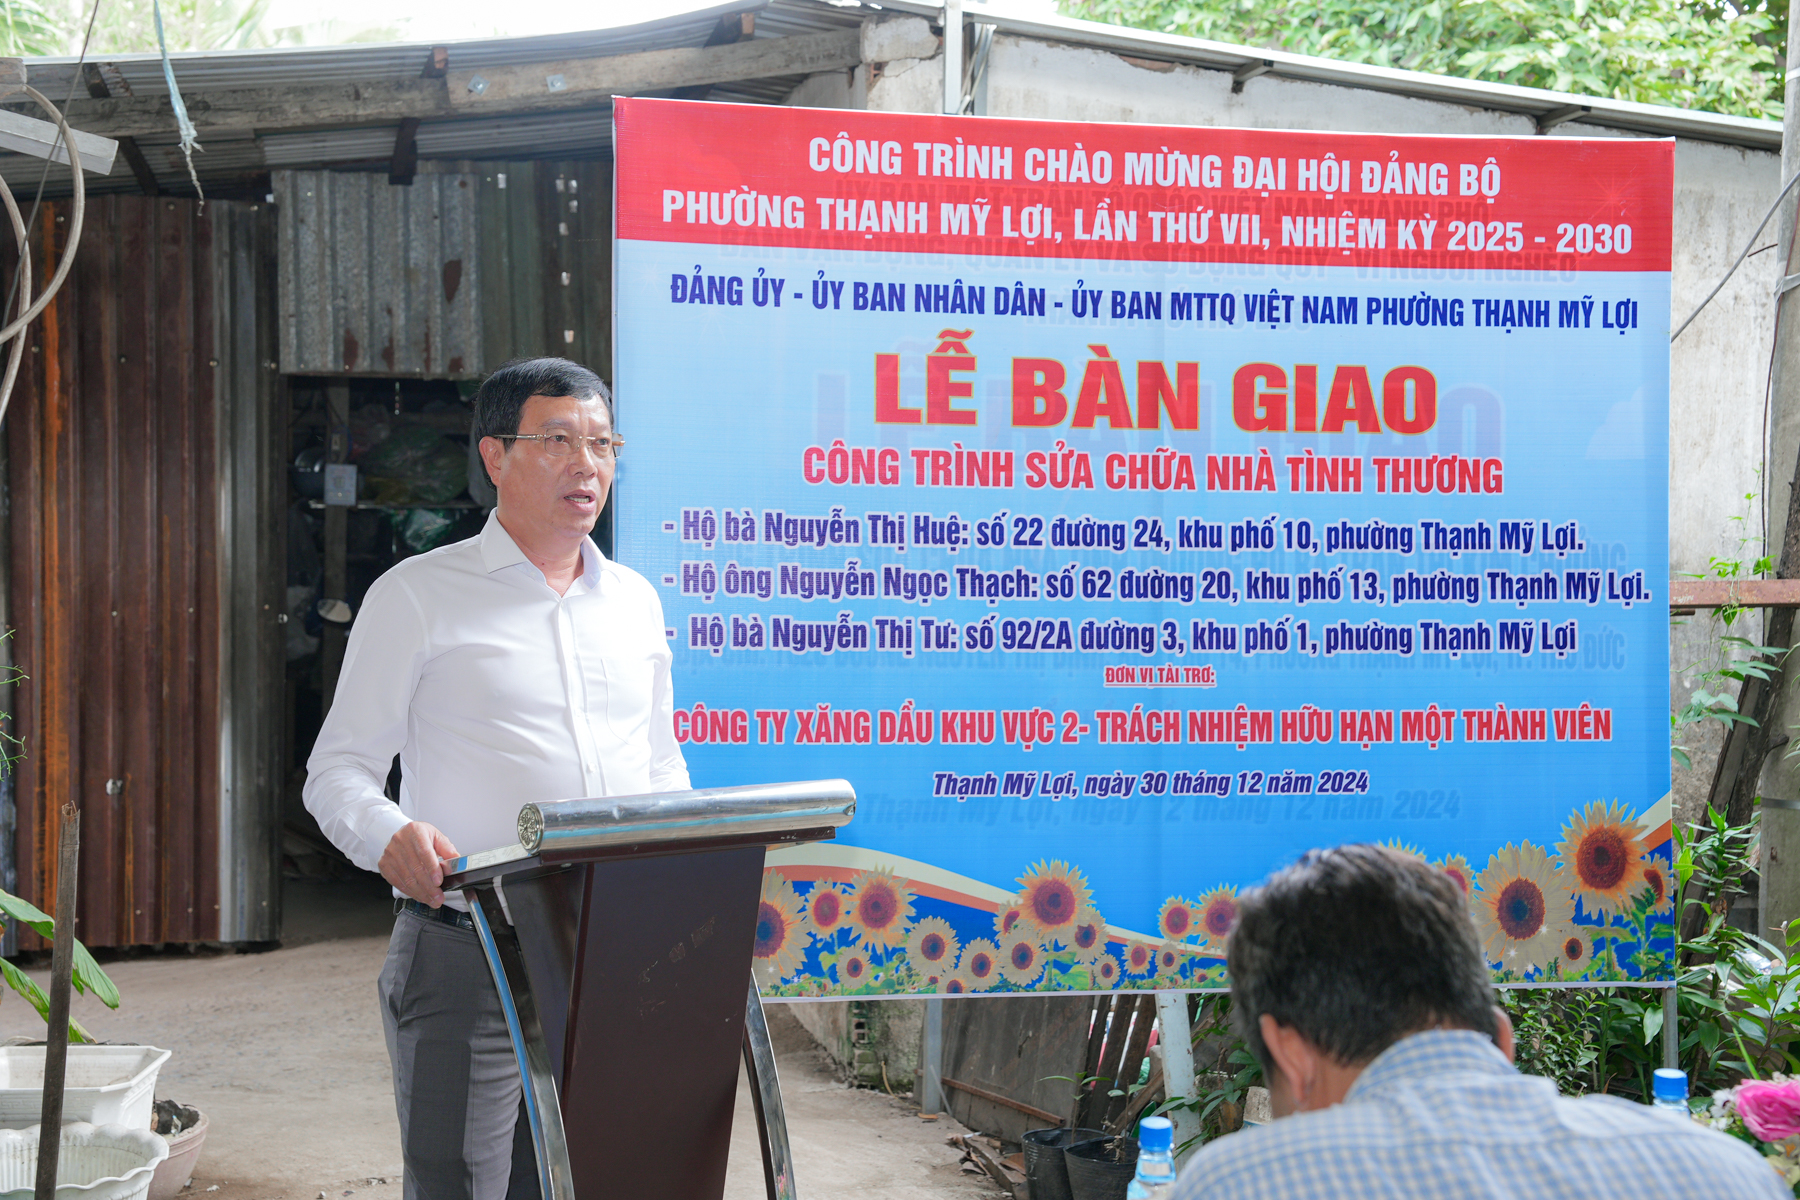 CÔNG TRÌNH CHÀO MỪNG ĐẠI HỘI ĐẢNG BỘ
PHƯỜNG THẠNH MỸ LỢI, LẦN THỨ VII, NHIỆM KỲ 2025 - 2030
ĐẢNG ỦY - ỦY BAN NHÂN DÂN - ỦY BAN MTTQ VIỆT NAM PHƯỜNG THẠNH MỸ LỢI
LỄ BÀN GIAO
CÔNG TRÌNH SỬA CHỮA NHÀ TÌNH THƯƠNG
- Hộ bà Nguyễn Thị Huệ: số 22 đường 24, khu phố 10, phường Thạnh Mỹ Lợi.
- Hộ ông Nguyễn Ngọc Thạch: số 62 đường 20, khu phố 13, phường Thạnh Mỹ Lợi.
- Hộ bà Nguyễn Thị Tư: số 92/2A đường 3, khu phố 1, phường Thạnh Mỹ Lợi
ĐƠN VỊ TÀI TRỢ:
CÔNG TY XĂNG DẦU KHU VỰC 2- TRÁCH NHIỆM HỮU HẠN MỘT THÀNH VIÊN
Thạnh Mỹ Lợi, ngày 30 tháng 12 năm 2024